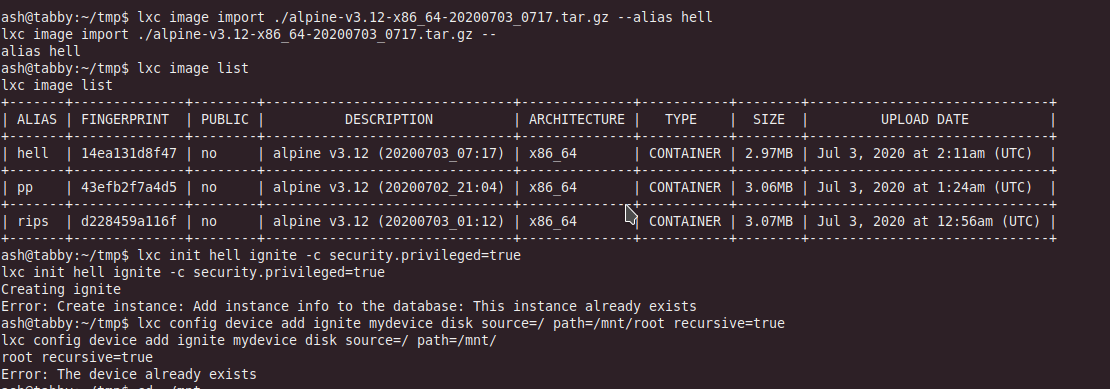 ash@tabby:~/tmp$ lxc image import ./alpine-v3.12-x86_64-20200703_0717.tar.gz --alias hell
lxc image import ./alpine-v3.12-x86_64-20200703_0717.tar.gz --
alias hell
ash@tabby:~/tmp$ lxc image list
lxc image list
+-------+--------------+--------+-------------------------------+--------------+-----------+--------+------------------------------+
| ALIAS | FINGERPRINT | PUBLIC | DESCRIPTION | ARCHITECTURE | TYPE | SIZE | UPLOAD DATE |
+-------+--------------+--------+-------------------------------+--------------+-----------+--------+------------------------------+
| hell | 14ea131d8f47 | no | alpine v3.12 (20200703_07:17) | x86_64 | CONTAINER | 2.97MB | Jul 3, 2020 at 2:11am (UTC) |
+-------+--------------+--------+-------------------------------+--------------+-----------+--------+------------------------------+
| pp | 43efb2f7a4d5 | no | alpine v3.12 (20200702_21:04) | x86_64 | CONTAINER | 3.06MB | Jul 3, 2020 at 1:24am (UTC) |
+-------+--------------+--------+-------------------------------+--------------+-----------+--------+------------------------------+
| rips | d228459a116f | no | alpine v3.12 (20200703_01:12) | x86_64 | CONTAINER | 3.07MB | Jul 3, 2020 at 12:56am (UTC) |
+-------+--------------+--------+-------------------------------+--------------+-----------+--------+------------------------------+
ash@tabby:~/tmp$ lxc init hell ignite -c security.privileged=true
lxc init hell ignite -c security.privileged=true
Creating ignite
Error: Create instance: Add instance info to the database: This instance already exists
ash@tabby:~/tmp$ lxc config device add ignite mydevice disk source=/ path=/mnt/root recursive=true
lxc config device add ignite mydevice disk source=/ path=/mnt/
root recursive=true
Error: The device already exists
ash@tabby:~/tmp$